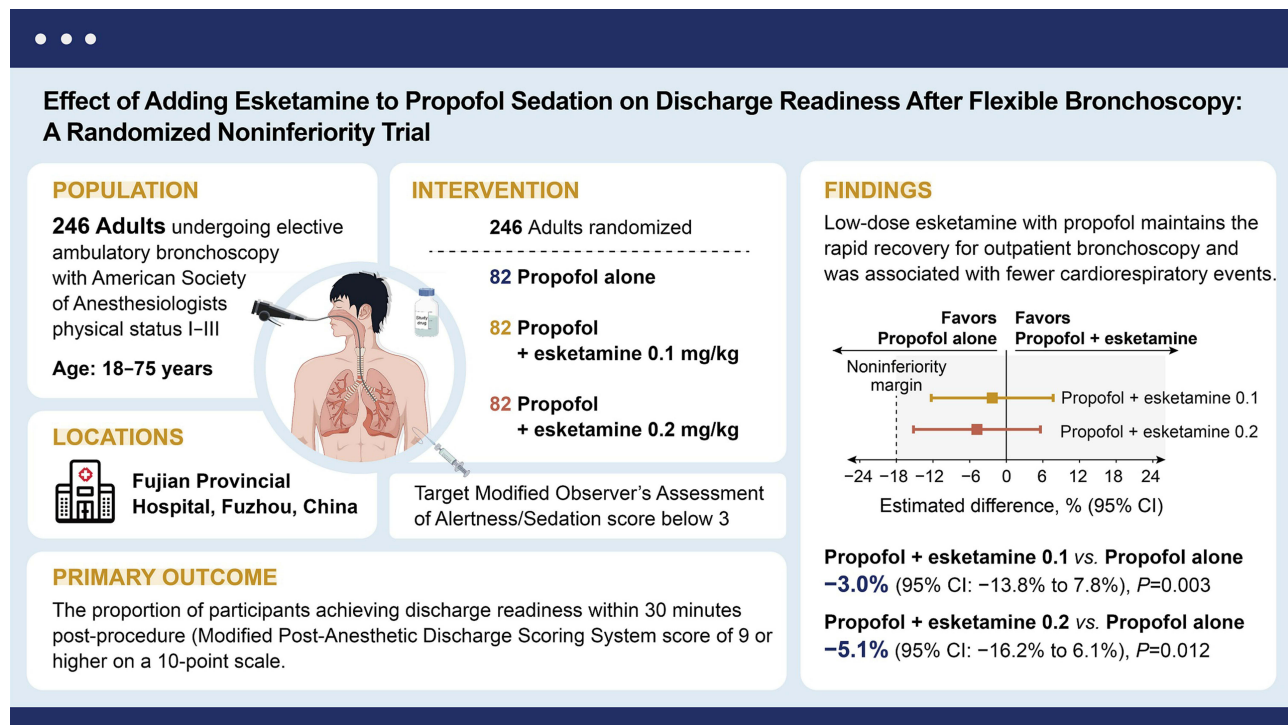 Effect of Adding Esketamine to Propofol Sedation on Discharge Readiness After Flexible Bronchoscopy:
A Randomized Noninferiority Trial
POPULATION
246 Adults undergoing elective
ambulatory bronchoscopy
with American Society
of Anesthesiologists
physical status I–III
Age: 18–75 years
LOCATIONS
Fujian Provincial
Hospital, Fuzhou, China
INTERVENTION
246 Adults randomized
82 Propofol alone
82 Propofol
+ esketamine 0.1 mg/kg
82 Propofol
+ esketamine 0.2 mg/kg
Study
drug
Target Modified Observer’s Assessment
of Alertness/Sedation score below 3
PRIMARY OUTCOME
The proportion of participants achieving discharge readiness within 30 minutes
post-procedure (Modified Post-Anesthetic Discharge Scoring System score of 9 or
higher on a 10-point scale.
FINDINGS
Low-dose esketamine with propofol maintains the
rapid recovery for outpatient bronchoscopy and
was associated with fewer cardiorespiratory events.
Favors
Propofol alone
Favors
Propofol + esketamine
Noninferiority
margin
Propofol + esketamine 0.1
Propofol + esketamine 0.2
−24 −18 −12 −6 0 6 12 18 24
Estimated difference, % (95% CI)
Propofol + esketamine 0.1 vs. Propofol alone
−3.0% (95% CI: −13.8% to 7.8%), P=0.003
Propofol + esketamine 0.2 vs. Propofol alone
−5.1% (95% CI: −16.2% to 6.1%), P=0.012